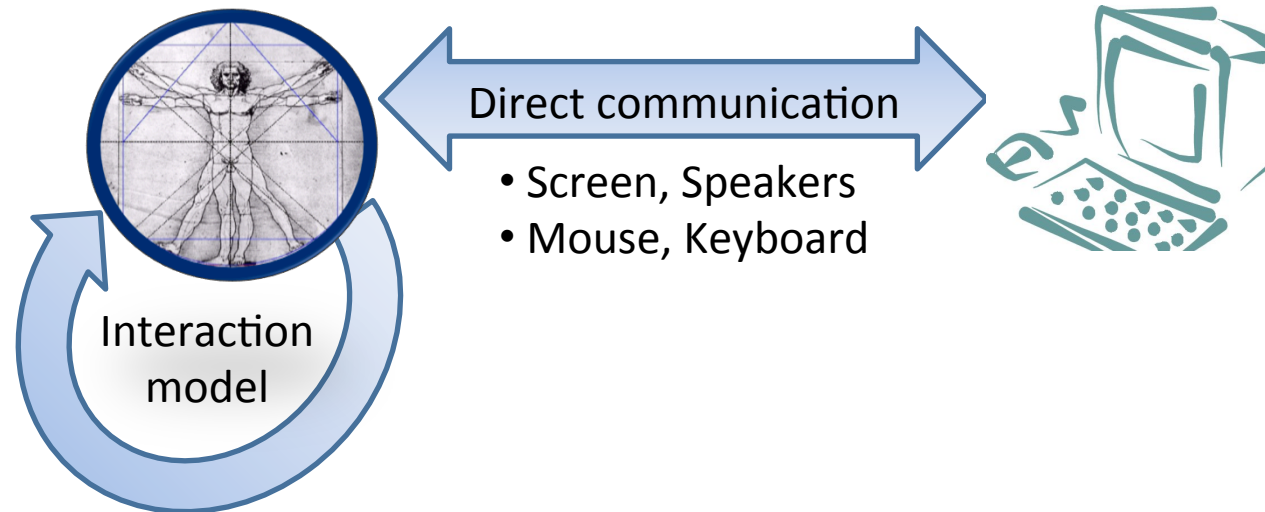 Direct communication
• Screen, Speakers
• Mouse, Keyboard
Interaction
model